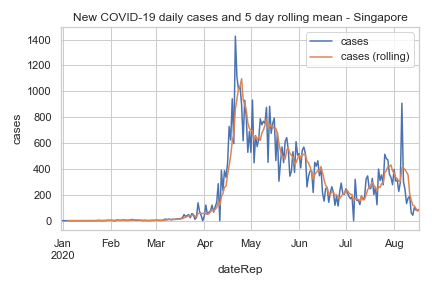 New COVID-19 daily cases and 5 day rolling mean - Singapore
cases
cases (rolling)
1400
1200
1000
800
600
400
200
0
cases
Jan Feb Mar Apr May Jun Jul Aug
2020
dateRep